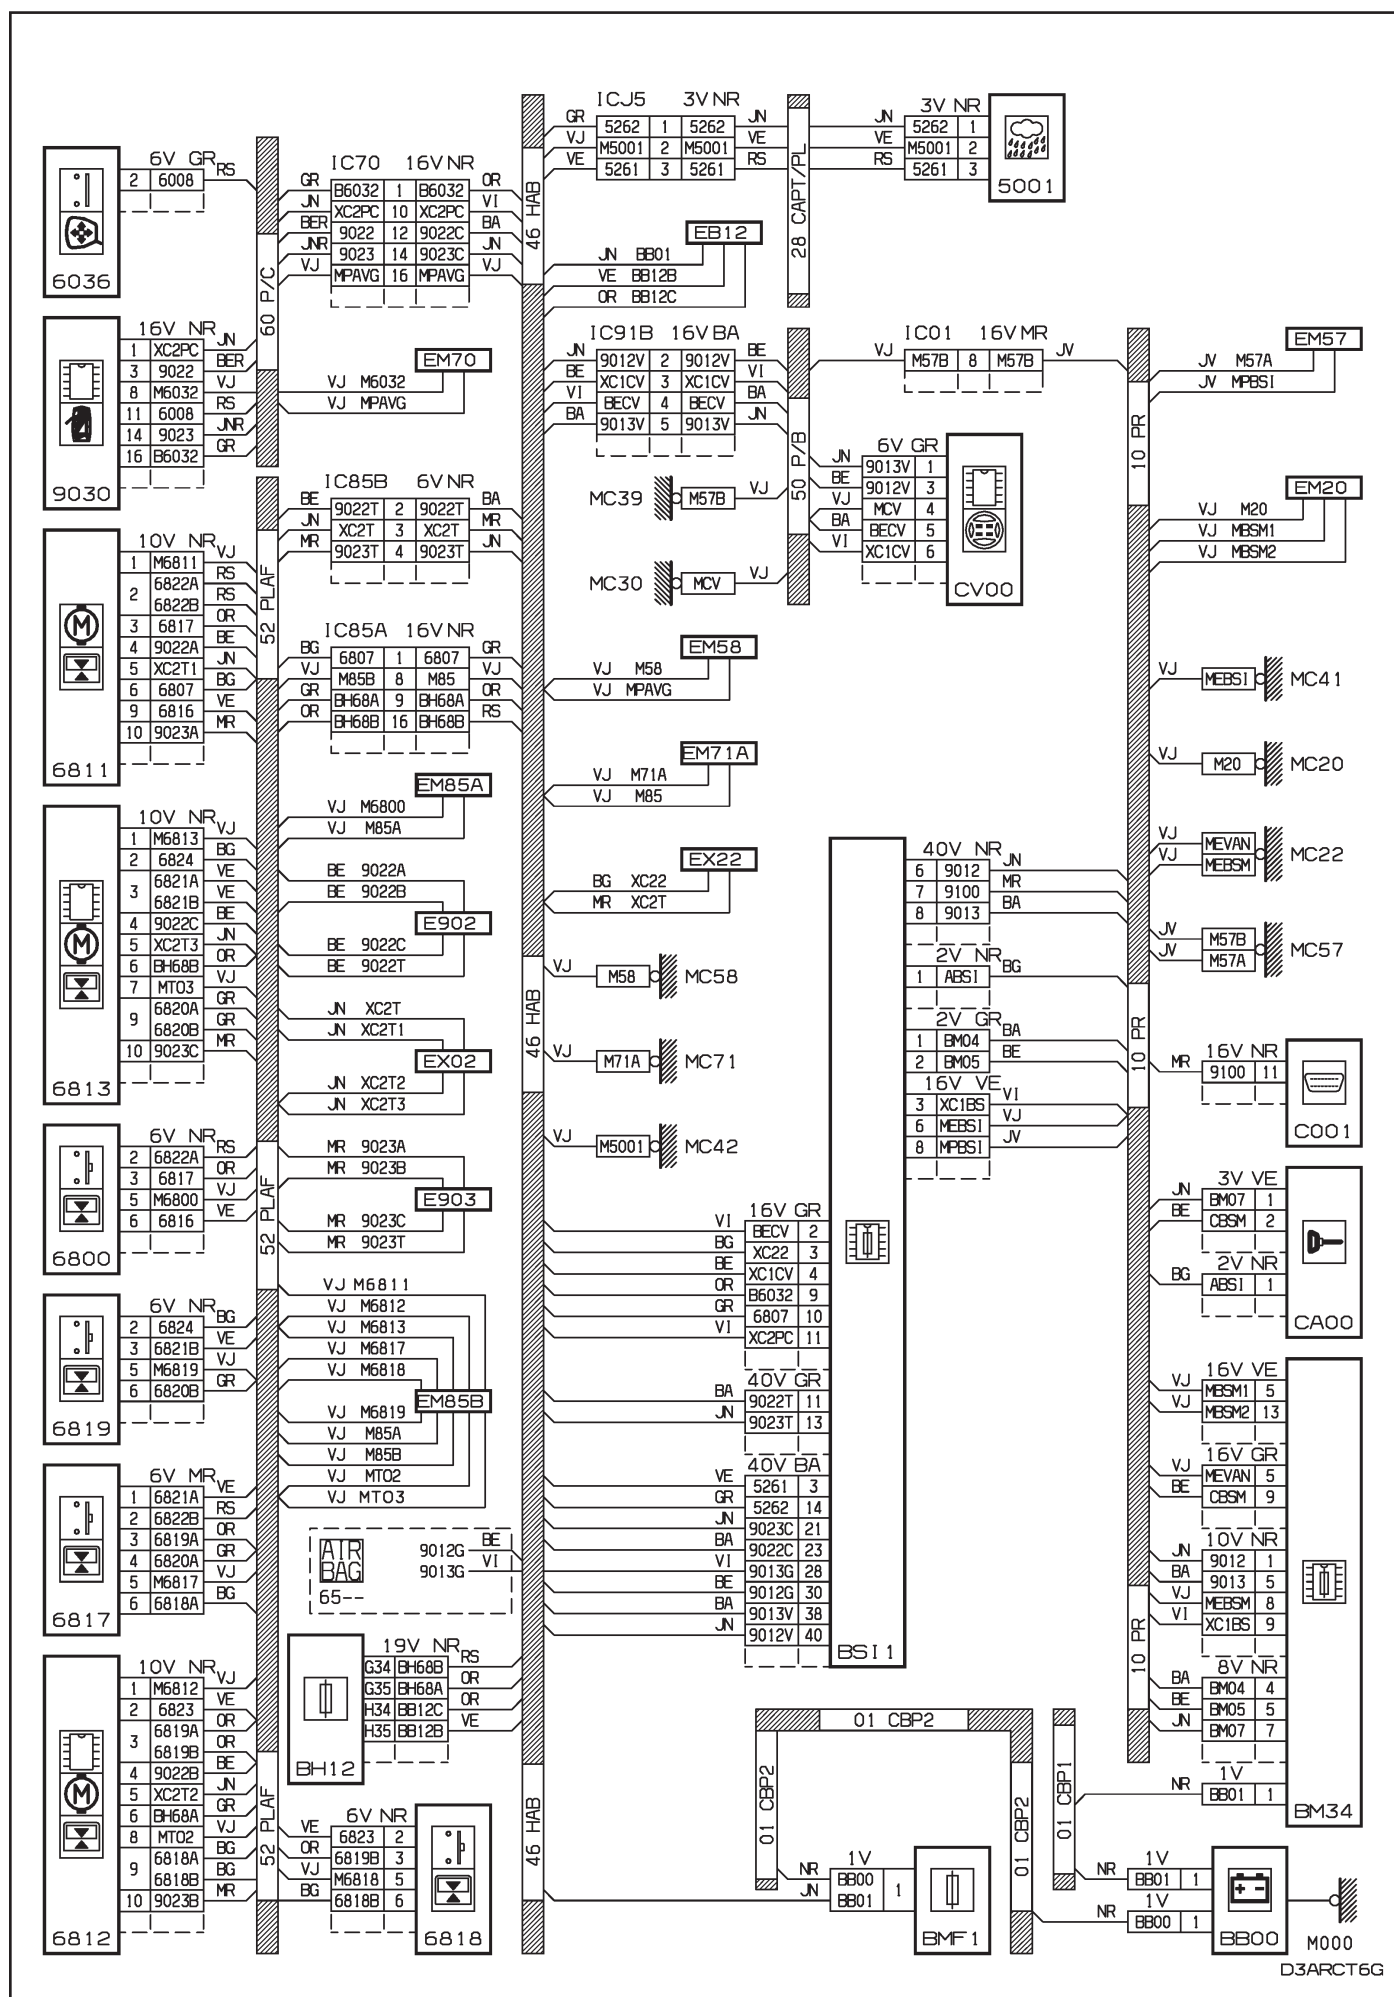 6V GR
2 6008 RS
6036
16V NR
1 XC2PC JN
3 9022 BER
8 M6032 VJ
11 6008 RS
14 9023 JNR
16 B6032 GR
9030
10V NR
1 M6811 VJ
2 6822A RS
6822B RS
3 6817 OR
4 9022A BE
5 XC2T1 JN
6 6807 BG
9 6816 VE
10 9023A MR
6811
10V NR
1 M6813 VJ
2 6824 BG
3 6821A VE
6821B VE
4 9022C BE
5 XC2T3 JN
6 BH68B OR
7 MT03 VJ
9 6820A GR
6820B GR
10 9023C MR
6813
6V NR
2 6822A RS
3 6817 OR
5 M6800 VJ
6 6816 VE
6800
6V NR
2 6824 BG
3 6821B VE
5 M6819 VJ
6 6820B GR
6819
6V MR
1 6821A VE
2 6822B RS
3 6819A OR
4 6820A GR
5 M6817 VJ
6 6818A BG
6817
10V NR
1 M6812 VJ
2 6823 VE
3 6819A OR
6819B OR
4 9022B BE
5 XC2T2 JN
6 BH68A GR
8 MT02 VJ
9 6818A BG
6818B BG
10 9023B MR
6812
60 P/C
52 PLAF
52 PLAF
52 PLAF
IC70 16V NR
GR B6032 1 B6032 OR
JN XC2PC 10 XC2PC VI
BER 9022 12 9022C BA
JNR 9023 14 9023C JN
VJ MPAVG 16 MPAVG VJ
EM70
VJ M6032
VJ MPAVG
IC85B 6V NR
BE 9022T 2 9022T BA
JN XC2T 3 XC2T MR
MR 9023T 4 9023T JN
IC85A 16V NR
BG 6807 1 6807 GR
VJ M85B 8 M85 VJ
GR BH68A 9 BH68A OR
OR BH68B 16 BH68B RS
EM85A
VJ M6800
VJ M85A
BE 9022A
BE 9022B
E902
BE 9022C
BE 9022T
JN XC2T
JN XC2T1
EX02
JN XC2T2
JN XC2T3
MR 9023A
MR 9023B
E903
MR 9023C
MR 9023T
VJ M6811
VJ M6812
VJ M6813
VJ M6817
VJ M6818
EM85B
VJ M6819
VJ M85A
VJ M85B
VJ MT02
VJ MT03
AIR
BAG
65--
9012G BE
9013G VI
19V NR
G34 BH68B RS
G35 BH68A OR
H34 BB12C OR
H35 BB12B VE
BH12
6V NR
VE 6823 2
OR 6819B 3
VJ M6818 5
BG 6818B 6
6818
46 HAB
46 HAB
46 HAB
ICJ5 3V NR
GR 5262 1 5262 JN
VJ M5001 2 M5001 VE
VE 5261 3 5261 RS
28 CAPT/PL
3V NR
JN 5262 1
VE M5001 2
RS 5261 3
5001
EB12
JN BB01
VE BB12B
OR BB12C
IC91B 16V BA
JN 9012V 2 9012V BE
BE XC1CV 3 XC1CV VI
VI BECV 4 BECV BA
BA 9013V 5 9013V JN
50 P/B
MC39 M57B VJ
MC30 MCV VJ
IC01 16V MR
VJ M57B 8 M57B JV
6V GR
JN 9013V 1
BE 9012V 3
VJ MCV 4
BA BECV 5
VI XC1CV 6
CV00
EM58
VJ M58
VJ MPAVG
EM71A
VJ M71A
VJ M85
EX22
BG XC22
MR XC2T
VJ M58 MC58
VJ M71A MC71
VJ M5001 MC42
40V NR
6 9012 JN
7 9100 MR
8 9013 BA
2V NR
1 ABSI BG
2V GR
1 BM04 BA
2 BM05 BE
16V VE
3 XC1BS VI
6 MEBSI VJ
8 MPBSI JV
16V GR
VI BECV 2
BG XC22 3
BE XC1CV 4
OR B6032 9
GR 6807 10
VI XC2PC 11
40V GR
BA 9022T 11
JN 9023T 13
40V BA
VE 5261 3
GR 5262 14
JN 9023C 21
BA 9022C 23
VI 9013G 28
BE 9012G 30
BA 9013V 38
JN 9012V 40
BSI1
10 PR
10 PR
10 PR
EM57
JV M57A
JV MPBSI
EM20
VJ M20
VJ MBSM1
VJ MBSM2
VJ MEBSI MC41
VJ M20 MC20
VJ MEVAN
VJ MEBSM
MC22
JV M57B
JV M57A
MC57
16V NR
MR 9100 11
C001
3V VE
JN BM07 1
BE CBSM 2
2V NR
BG ABSI 1
CA00
16V VE
VJ MBSM1 5
VJ MBSM2 13
16V GR
VJ MEVAN 5
BE CBSM 9
10V NR
JN 9012 1
BA 9013 5
VJ MEBSM 8
VI XC1BS 9
8V NR
BA BM04 4
BE BM05 5
JN BM07 7
1V
NR BB01 1
BM34
01 CBP2
01 CBP2
01 CBP2
01 CBP1
1V
NR BB00
JN BB01
1
BMF1
1V
NR BB01 1
1V
NR BB00 1
BB00
M000
D3ARCT6G